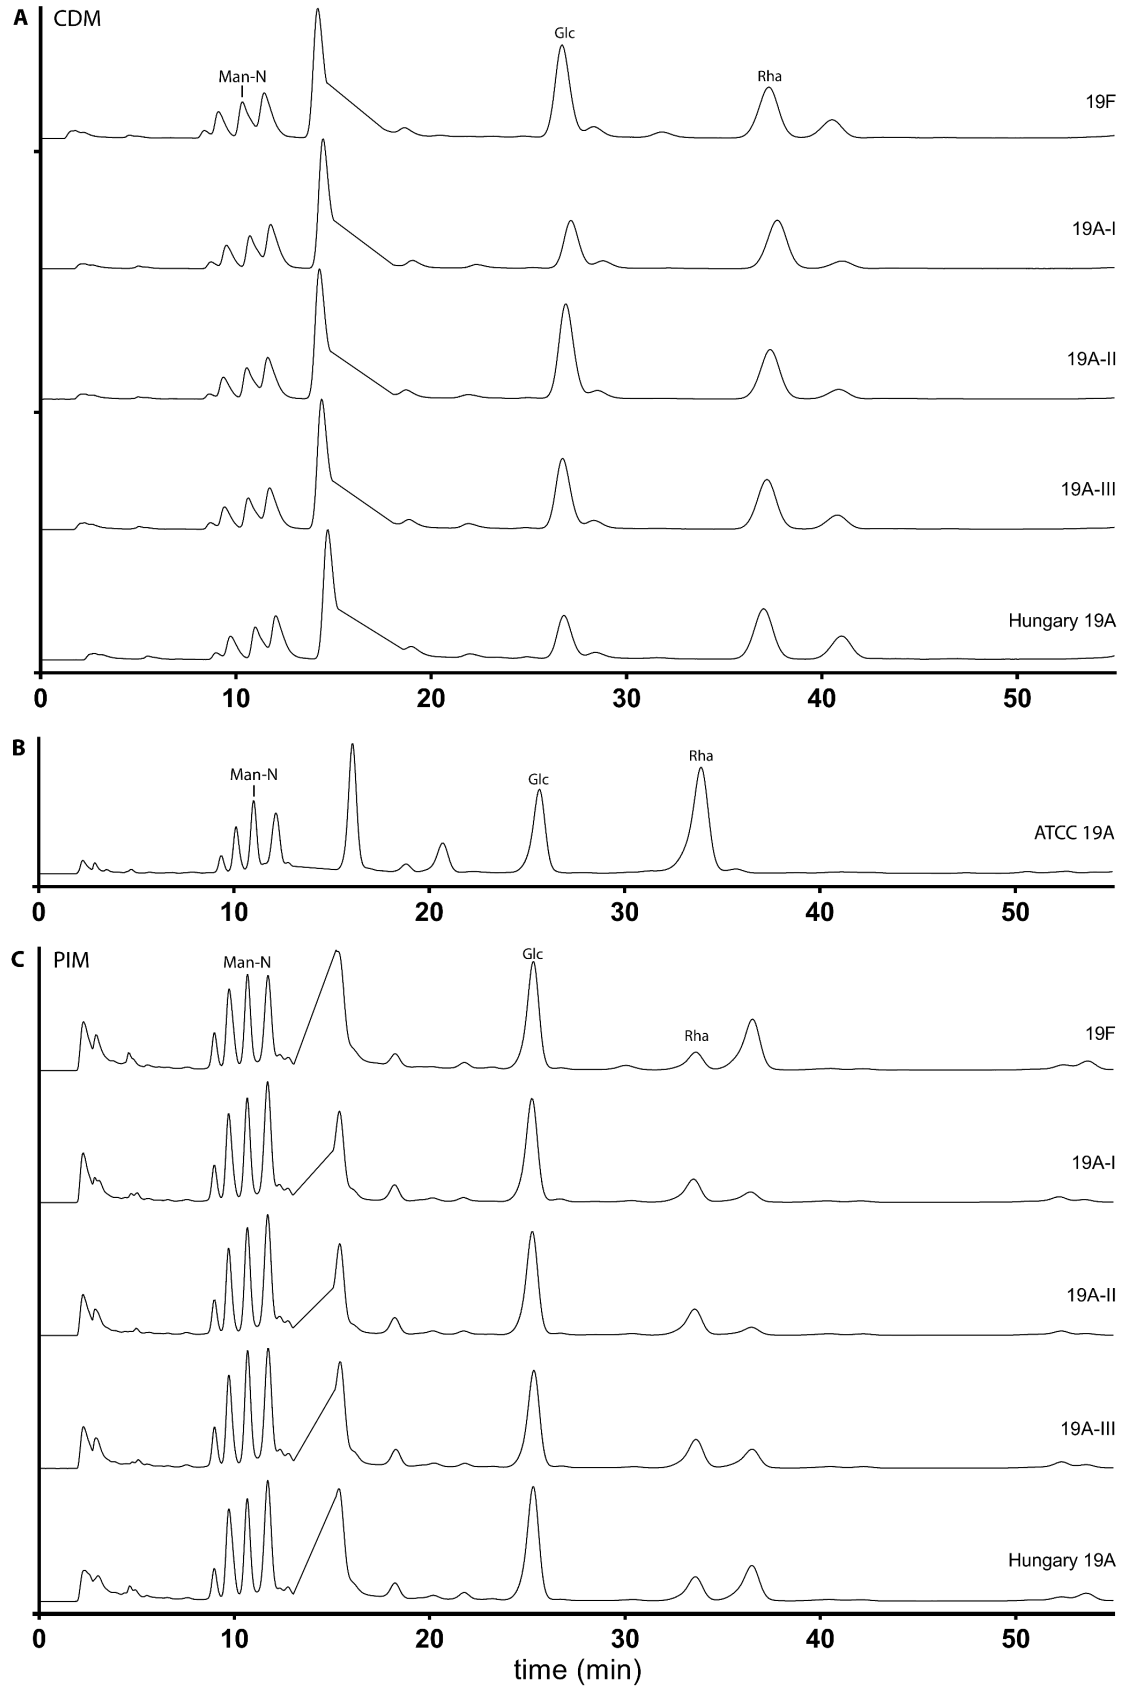 A CDM
Glc
Man-N
Rha
19F
19A-I
19A-II
19A-III
Hungary 19A
0 10 20 30 40 50
B
Rha
Man-N
Glc
ATCC 19A
0 10 20 30 40 50
C PIM
Glc
Man-N
Rha
19F
19A-I
19A-II
19A-III
Hungary 19A
0 10 20 30 40 50
time (min)